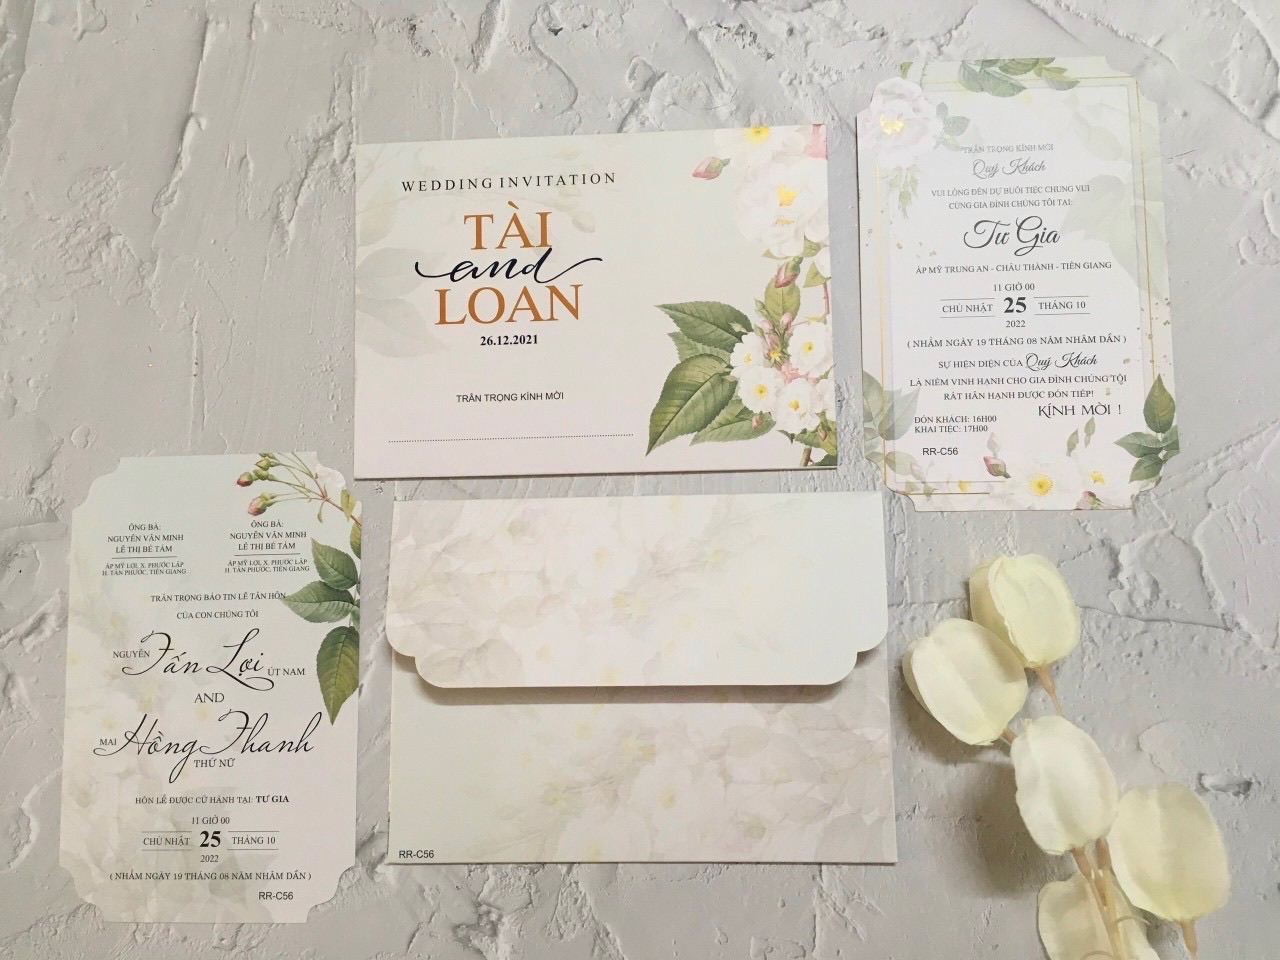 WEDDING INVITATION
TÀI
and
LOAN
26.12.2021
TRÂN TRỌNG KÍNH MỜI
TRÂN TRỌNG KÍNH MỜI
Quý Khách
VUI LÒNG ĐẾN DỰ BUỔI TIỆC CHUNG VUI
CÙNG GIA ĐÌNH CHÚNG TÔI TẠI:
Tư Gia
ẤP MỸ TRUNG AN - CHÂU THÀNH - TIỀN GIANG
11 GIỜ 00
CHỦ NHẬT 25 THÁNG 10
2022
( NHẰM NGÀY 19 THÁNG 08 NĂM NHÂM DẦN )
SỰ HIỆN DIỆN CỦA Quý Khách
LÀ NIỀM VINH HẠNH CHO GIA ĐÌNH CHÚNG TÔI
RẤT HÂN HẠNH ĐƯỢC ĐÓN TIẾP!
KÍNH MỜI !
ĐÓN KHÁCH: 16H00
KHAI TIỆC: 17H00
RR-C56
ÔNG BÀ:
NGUYỄN VĂN MINH
LÊ THỊ BÉ TÁM
ẤP MỸ LỢI, X. PHƯỚC LẬP
H. TÂN PHƯỚC, TIỀN GIANG
ÔNG BÀ:
NGUYỄN VĂN MINH
LÊ THỊ BÉ TÁM
ẤP MỸ LỢI, X. PHƯỚC LẬP
H. TÂN PHƯỚC, TIỀN GIANG
TRÂN TRỌNG BÁO TIN LỄ TÂN HÔN
CỦA CON CHÚNG TÔI
NGUYỄN Tấn Lợi ÚT NAM
AND
MAI Hồng Thanh
THỨ NỮ
HÔN LỄ ĐƯỢC CỬ HÀNH TẠI: TƯ GIA
11 GIỜ 00
CHỦ NHẬT 25 THÁNG 10
2022
( NHẰM NGÀY 19 THÁNG 08 NĂM NHÂM DẦN )
RR-C56
RR-C56